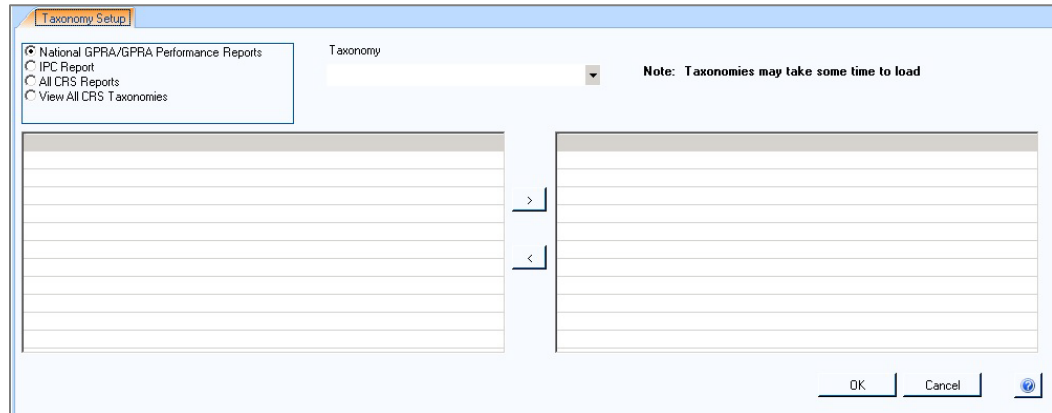 Taxonomy Setup
National GPRA/GPRA Performance Reports
IPC Report
All CRS Reports
View All CRS Taxonomies
Taxonomy
Note: Taxonomies may take some time to load
>
<
OK
Cancel
?